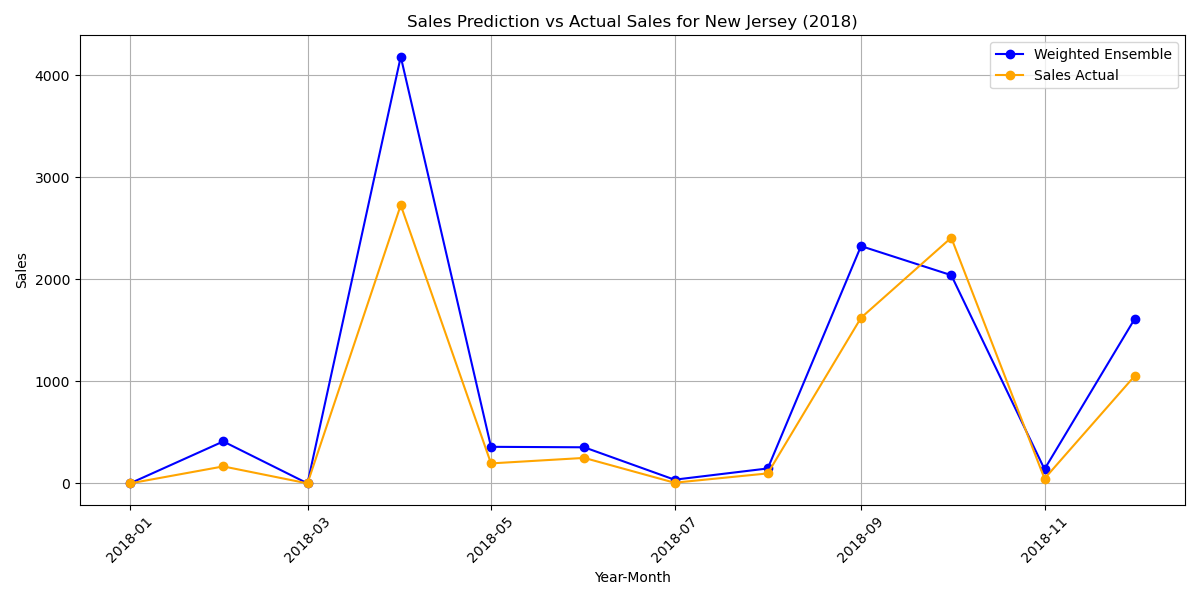 Sales Prediction vs Actual Sales for New Jersey (2018)
Weighted Ensemble
Sales Actual
Sales
4000
3000
2000
1000
0
2018-01
2018-03
2018-05
2018-07
2018-09
2018-11
Year-Month